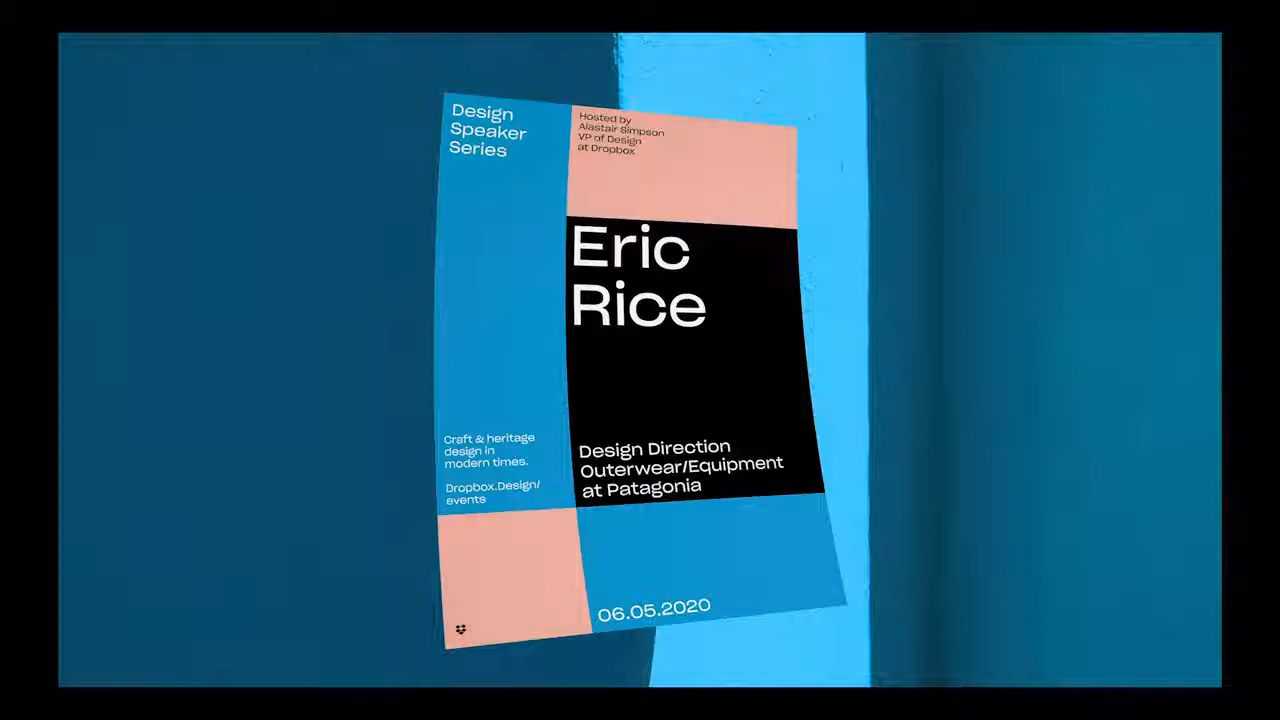 Design
Speaker
Series
Hosted by
Alastair Simpson
VP of Design
at Dropbox
Eric
Rice
Craft & heritage
design in
modern times.
Dropbox.Design/
events
Design Direction
Outerwear/Equipment
at Patagonia
06.05.2020